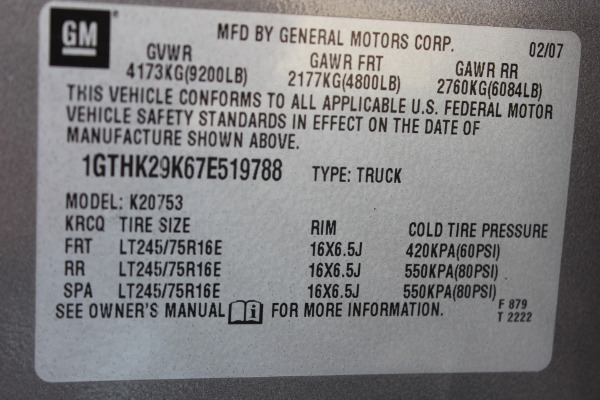 GM
MFD BY GENERAL MOTORS CORP. 02/07
GVWR GAWR FRT GAWR RR
4173KG(9200LB) 2177KG(4800LB) 2760KG(6084LB)
THIS VEHICLE CONFORMS TO ALL APPLICABLE U.S. FEDERAL MOTOR
VEHICLE SAFETY STANDARDS IN EFFECT ON THE DATE OF
MANUFACTURE SHOWN ABOVE.
1GTHK29K67E519788 TYPE: TRUCK
MODEL: K20753
KRCQ TIRE SIZE RIM COLD TIRE PRESSURE
FRT LT245/75R16E 16X6.5J 420KPA(60PSI)
RR LT245/75R16E 16X6.5J 550KPA(80PSI)
SPA LT245/75R16E 16X6.5J 550KPA(80PSI)
SEE OWNER'S MANUAL i FOR MORE INFORMATION. F 879
T 2222